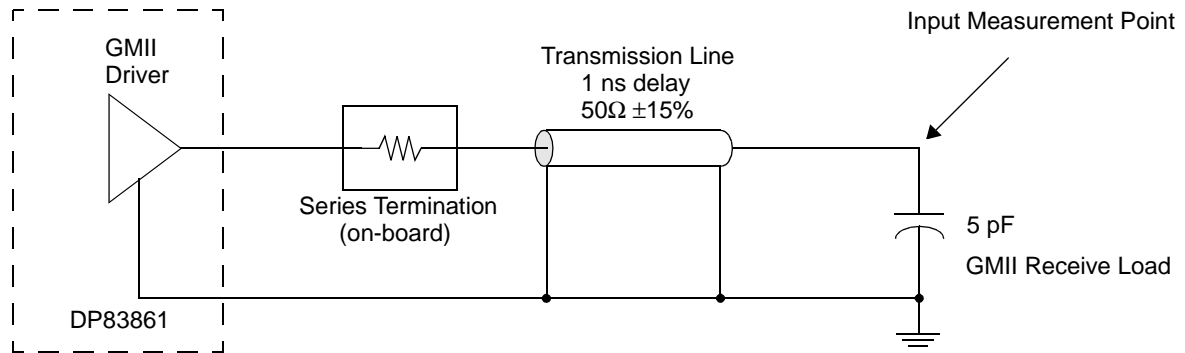 Input Measurement Point
GMII
Driver
Transmission Line
1 ns delay
50Ω ±15%
Series Termination
(on-board)
5 pF
GMII Receive Load
DP83861